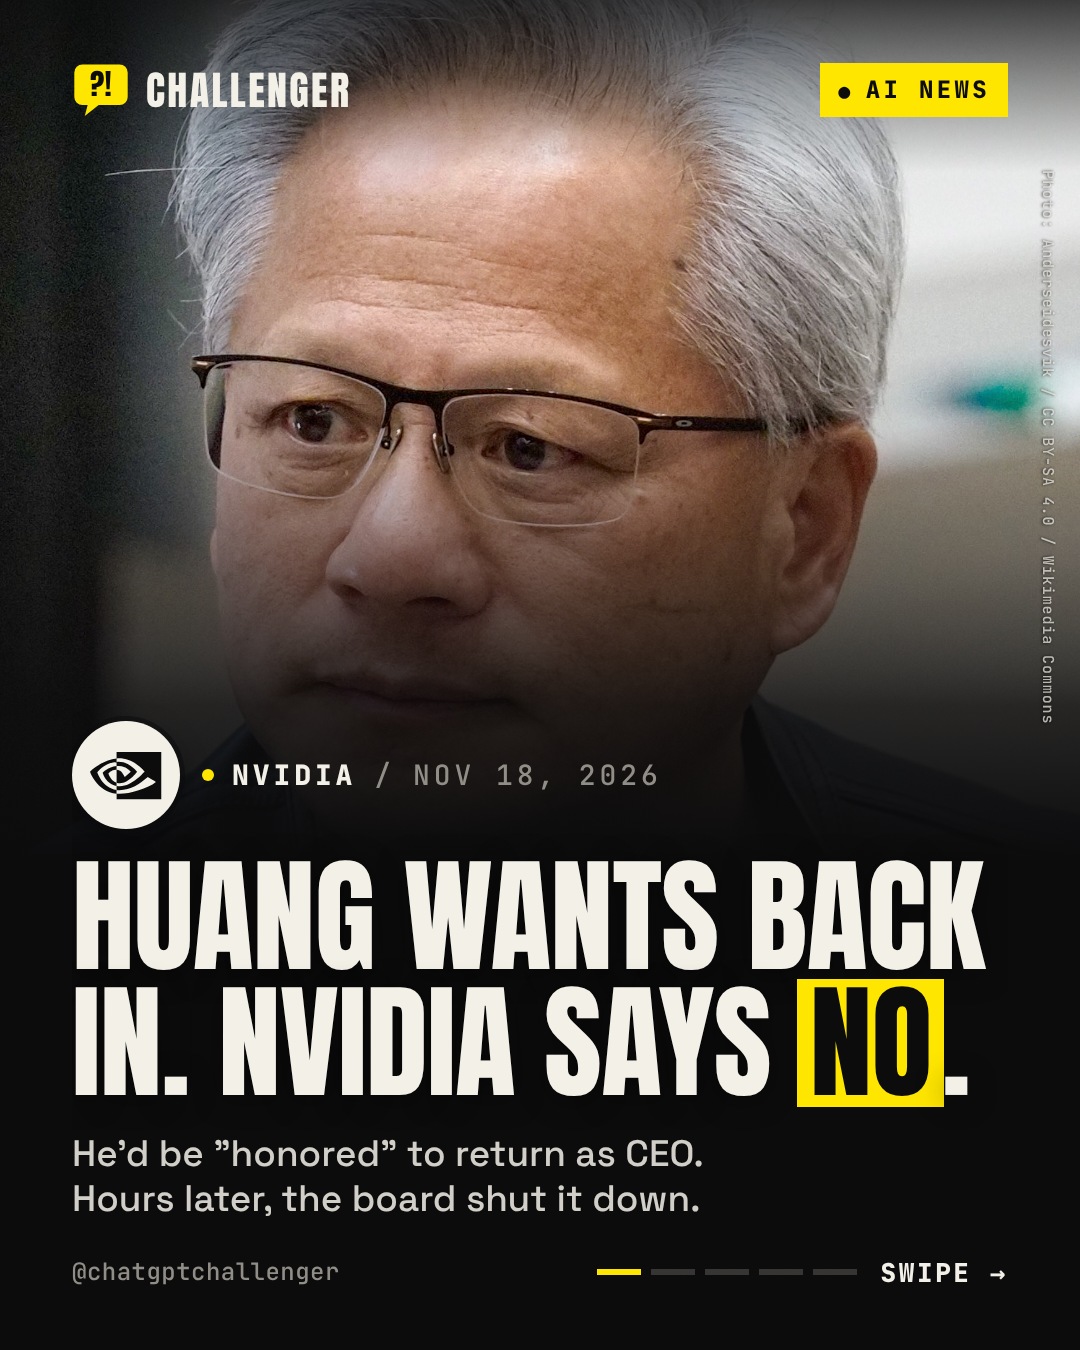 ?! CHALLENGER
● AI NEWS
Photo: Anderseidesvik / CC BY-SA 4.0 / Wikimedia Commons
● NVIDIA / NOV 18, 2026
HUANG WANTS BACK
IN. NVIDIA SAYS NO.
He’d be ”honored” to return as CEO.
Hours later, the board shut it down.
@chatgptchallenger
SWIPE →